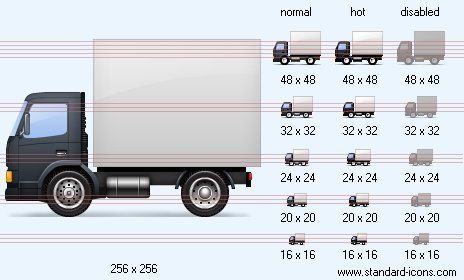 normal hot disabled
48 x 48 48 x 48 48 x 48
32 x 32 32 x 32 32 x 32
24 x 24 24 x 24 24 x 24
20 x 20 20 x 20 20 x 20
16 x 16 16 x 16 16 x 16
256 x 256
www.standard-icons.com